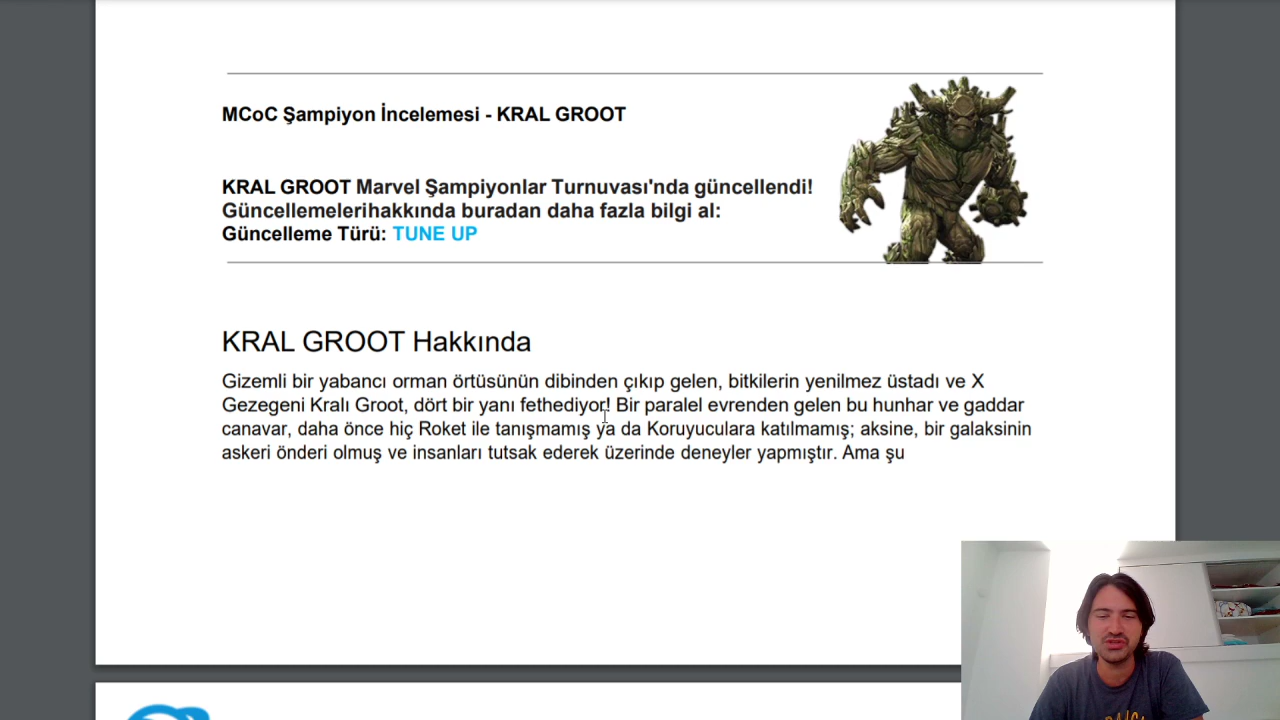 MCoC Şampiyon İncelemesi - KRAL GROOT
KRAL GROOT Marvel Şampiyonlar Turnuvası'nda güncellendi!
Güncellemelerihakkında buradan daha fazla bilgi al:
Güncelleme Türü: TUNE UP
KRAL GROOT Hakkında
Gizemli bir yabancı orman örtüsünün dibinden çıkıp gelen, bitkilerin yenilmez üstadı ve X
Gezegeni Kralı Groot, dört bir yanı fethediyor! Bir paralel evrenden gelen bu hunhar ve gaddar
canavar, daha önce hiç Roket ile tanışmamış ya da Koruyuculara katılmamış; aksine, bir galaksinin
askeri önderi olmuş ve insanları tutsak ederek üzerinde deneyler yapmıştır. Ama şu